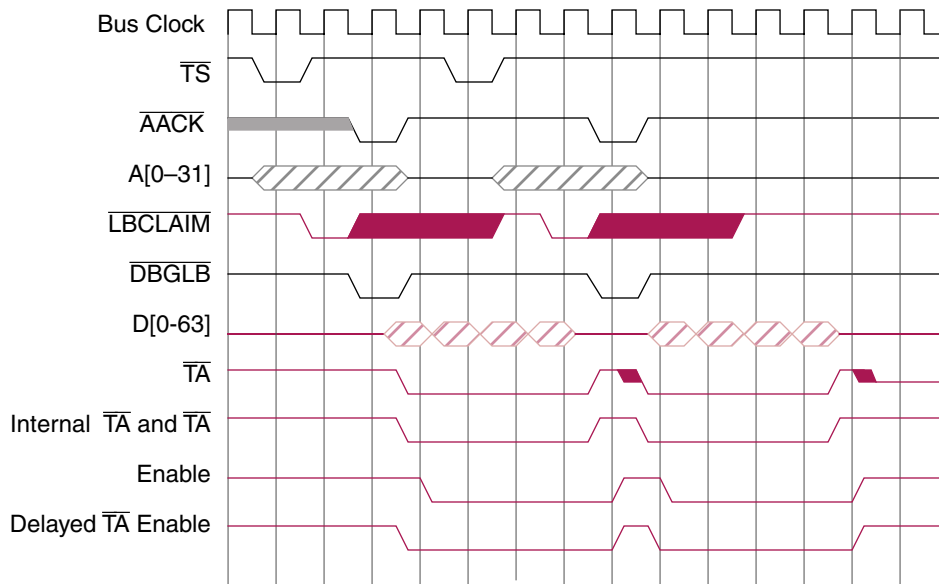 Bus Clock
TS
AACK
A[0–31]
LBCLAIM
DBGLB
D[0-63]
TA
Internal TA and TA
Enable
Delayed TA Enable